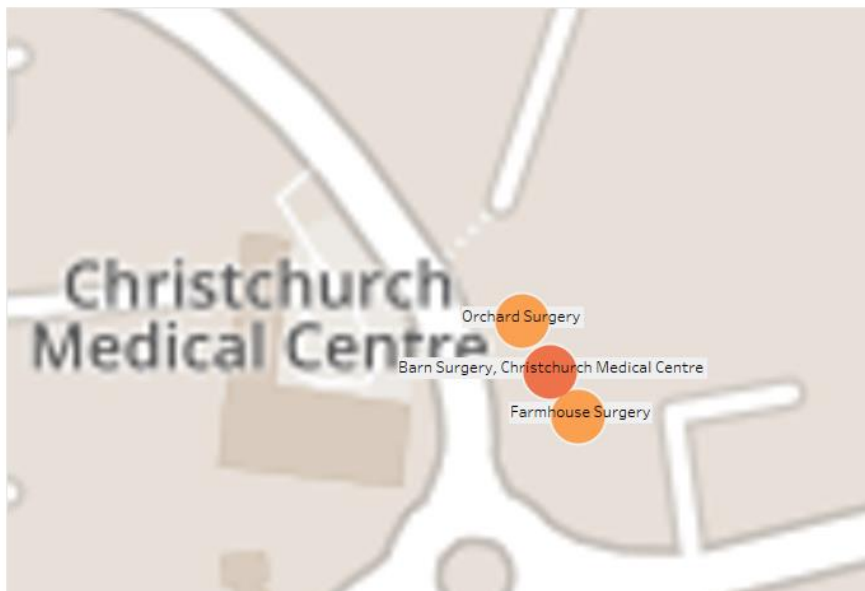 Christchurch
Medical Centre
Orchard Surgery
Barn Surgery, Christchurch Medical Centre
Farmhouse Surgery